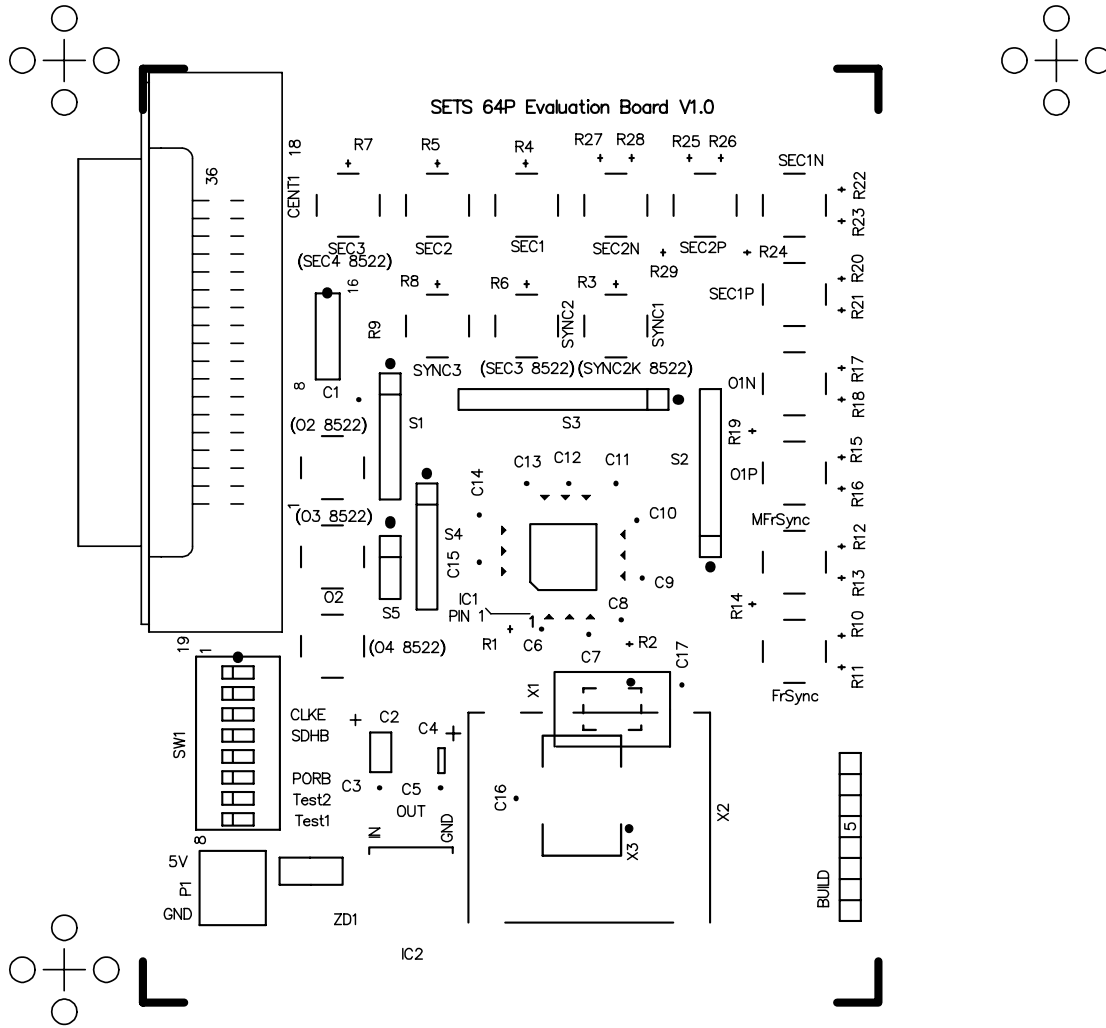 SETS 64P Evaluation Board V1.0
R7
R5
R4
R27
R28
R25
R26
SEC1N
18
36
CENT1
R22
R23
SEC3
SEC2
SEC1
SEC2N
SEC2P
R24
(SEC4 8522)
R29
R20
16
R8
R6
R3
SEC1P
R21
R9
SYNC2
SYNC1
SYNC3
(SEC3 8522)
(SYNC2K 8522)
R17
8
C1
O1N
R18
(O2 8522)
S1
S3
R19
R15
S2
C13
C12
C11
O1P
C14
R16
1
(O3 8522)
C10
MFrSync
R12
S4
C15
C9
R13
O2
S5
IC1
PIN 1
1
C8
R14
R10
R1
C6
C7
R2
C17
(O4 8522)
19
1
R11
X1
FrSync
CLKE
SDHB
C2
C4
SW1
PORB
Test2
Test1
C3
C5
OUT
C16
X2
IN
GND
5
8
X3
5V
P1
GND
BUILD
ZD1
IC2